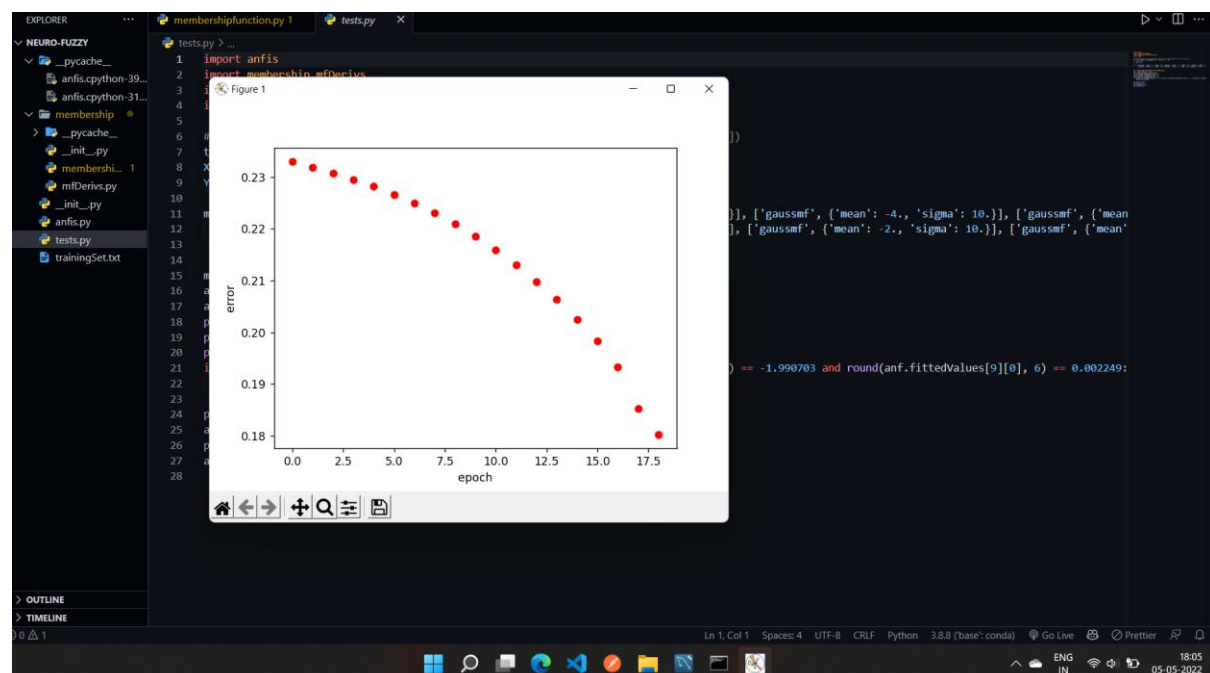 EXPLORER ...
membershipfunction.py 1
tests.py
NEURO-FUZZY
tests.py > ...
__pycache__
anfis.cpython-39...
anfis.cpython-31...
membership
__pycache__
__init__.py
membershi... 1
mfDerivs.py
__init__.py
anfis.py
tests.py
trainingSet.txt
1 import anfis
2 import membership.mfDerivs
3 i
4 i
5
6 # ])
7 t
8 X
9 Y
10
11 m }], ['gaussmf', {'mean': -4., 'sigma': 10.}], ['gaussmf', {'mean
12 ], ['gaussmf', {'mean': -2., 'sigma': 10.}], ['gaussmf', {'mean'
13
14
15 m
16 a
17 a
18 p
19 p
20 p
21 i ) == -1.990703 and round(anf.fittedValues[9][0], 6) == 0.002249:
22
23
24 p
25 a
26 p
27 a
28
Figure 1
0.23
0.22
0.21
0.20
0.19
0.18
error
0.0 2.5 5.0 7.5 10.0 12.5 15.0 17.5
epoch
OUTLINE
TIMELINE
0 1 Ln 1, Col 1 Spaces: 4 UTF-8 CRLF Python 3.8.8 ('base': conda) Go Live Prettier
ENG
IN
18:05
05-05-2022